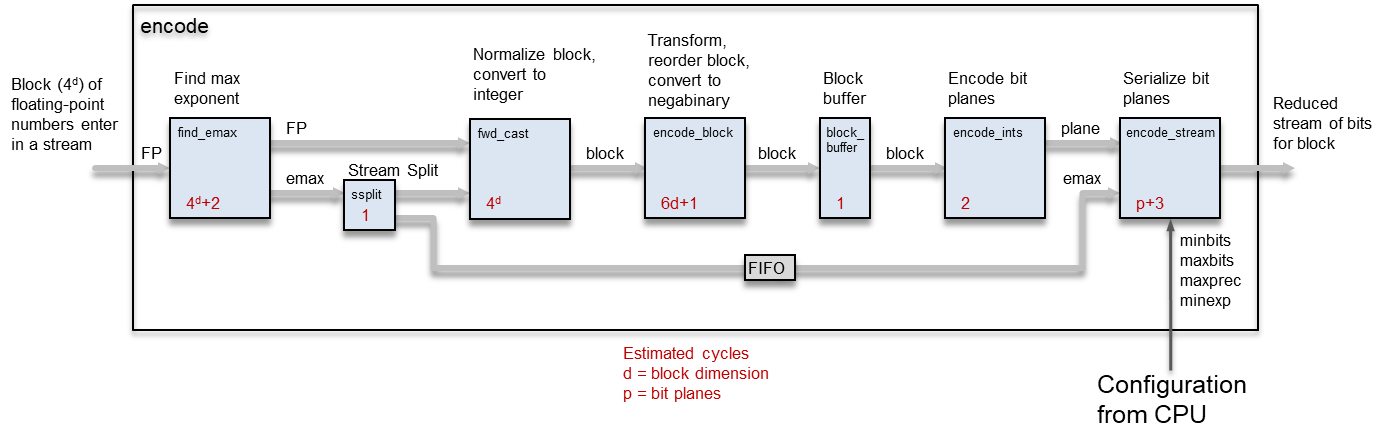 encode
Block (4ᵈ) of
floating-point
numbers enter
in a stream
FP
Find max
exponent
find_emax
4ᵈ+2
FP
emax
Stream Split
ssplit
1
Normalize block,
convert to
integer
fwd_cast
4ᵈ
block
Transform,
reorder block,
convert to
negabinary
encode_block
6d+1
block
Block
buffer
block_
buffer
1
block
Encode bit
planes
encode_ints
2
plane
emax
Serialize bit
planes
encode_stream
p+3
Reduced
stream of bits
for block
FIFO
minbits
maxbits
maxprec
minexp
Estimated cycles
d = block dimension
p = bit planes
Configuration
from CPU